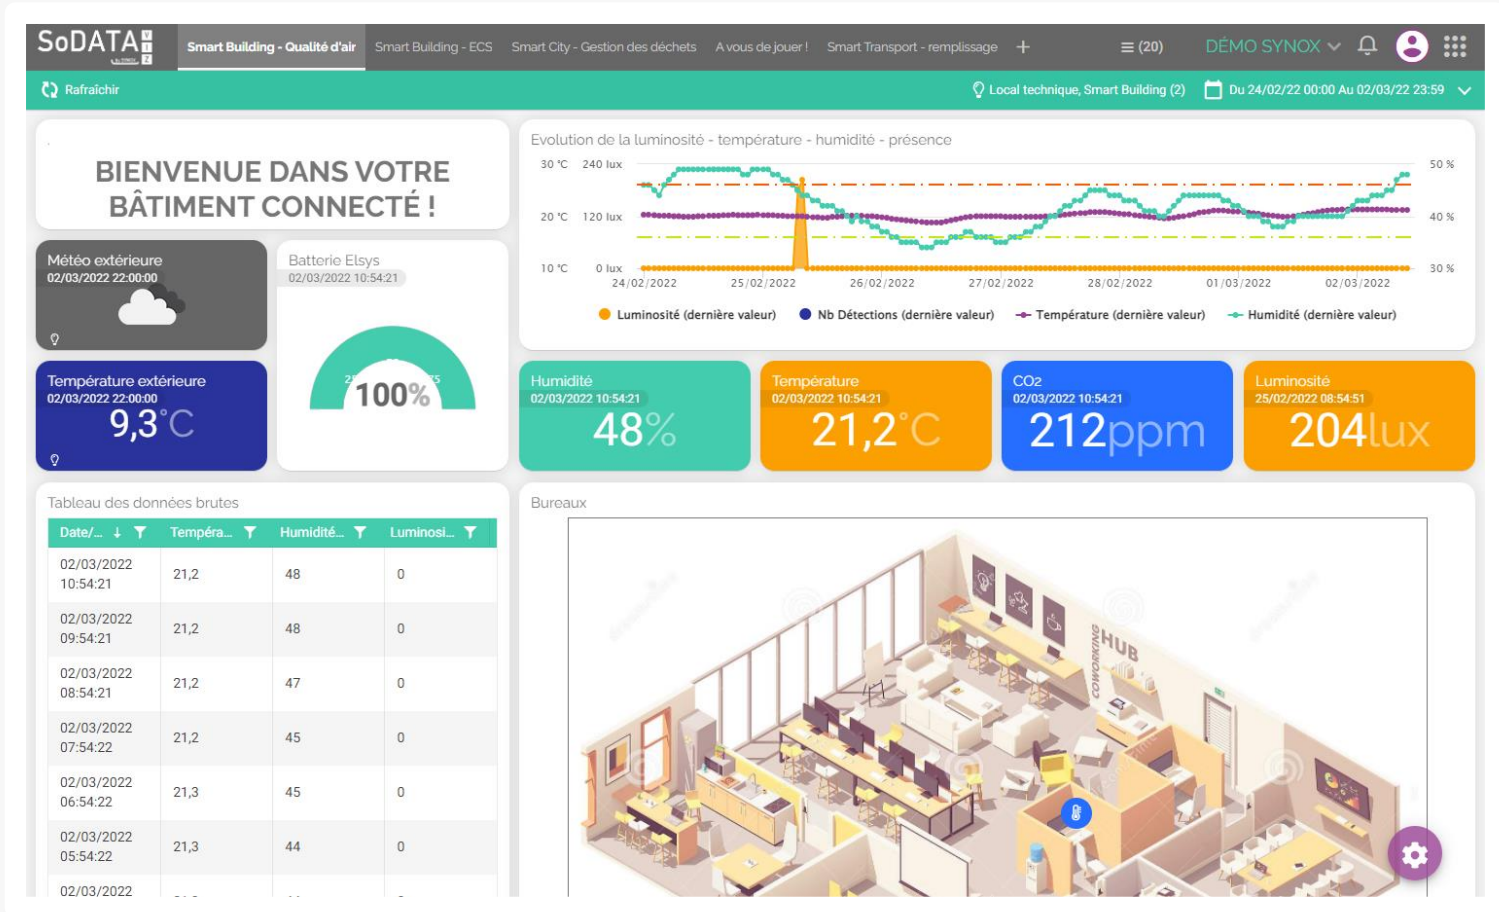 SoDATA VIZ
Smart Building - Qualité d'air
Smart Building - ECS
Smart City - Gestion des déchets
A vous de jouer !
Smart Transport - remplissage
+
(20)
DÉMO SYNOX
Rafraîchir
Local technique, Smart Building (2)
Du 24/02/22 00:00 Au 02/03/22 23:59
BIENVENUE DANS VOTRE
BÂTIMENT CONNECTÉ !
Météo extérieure
02/03/2022 22:00:00
Batterie Elsys
02/03/2022 10:54:21
100%
Température extérieure
02/03/2022 22:00:00
9,3°C
Evolution de la luminosité - température - humidité - présence
30 °C 240 lux 50 %
20 °C 120 lux 40 %
10 °C 0 lux 30 %
24/02/2022 25/02/2022 26/02/2022 27/02/2022 28/02/2022 01/03/2022 02/03/2022
Luminosité (dernière valeur) Nb Détections (dernière valeur) Température (dernière valeur) Humidité (dernière valeur)
Humidité
02/03/2022 10:54:21
48%
Température
02/03/2022 10:54:21
21,2°C
CO2
02/03/2022 10:54:21
212ppm
Luminosité
25/02/2022 08:54:51
204lux
Tableau des données brutes
Date/... Tempéra... Humidité... Luminosi...
02/03/2022
10:54:21 21,2 48 0
02/03/2022
09:54:21 21,2 48 0
02/03/2022
08:54:21 21,2 47 0
02/03/2022
07:54:22 21,2 45 0
02/03/2022
06:54:22 21,3 45 0
02/03/2022
05:54:22 21,3 44 0
02/03/2022
Bureaux
COWORKING
HUB